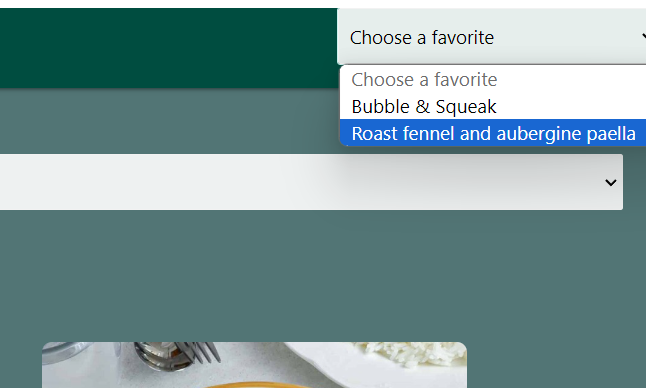 Choose a favorite
Choose a favorite
Bubble & Squeak
Roast fennel and aubergine paella